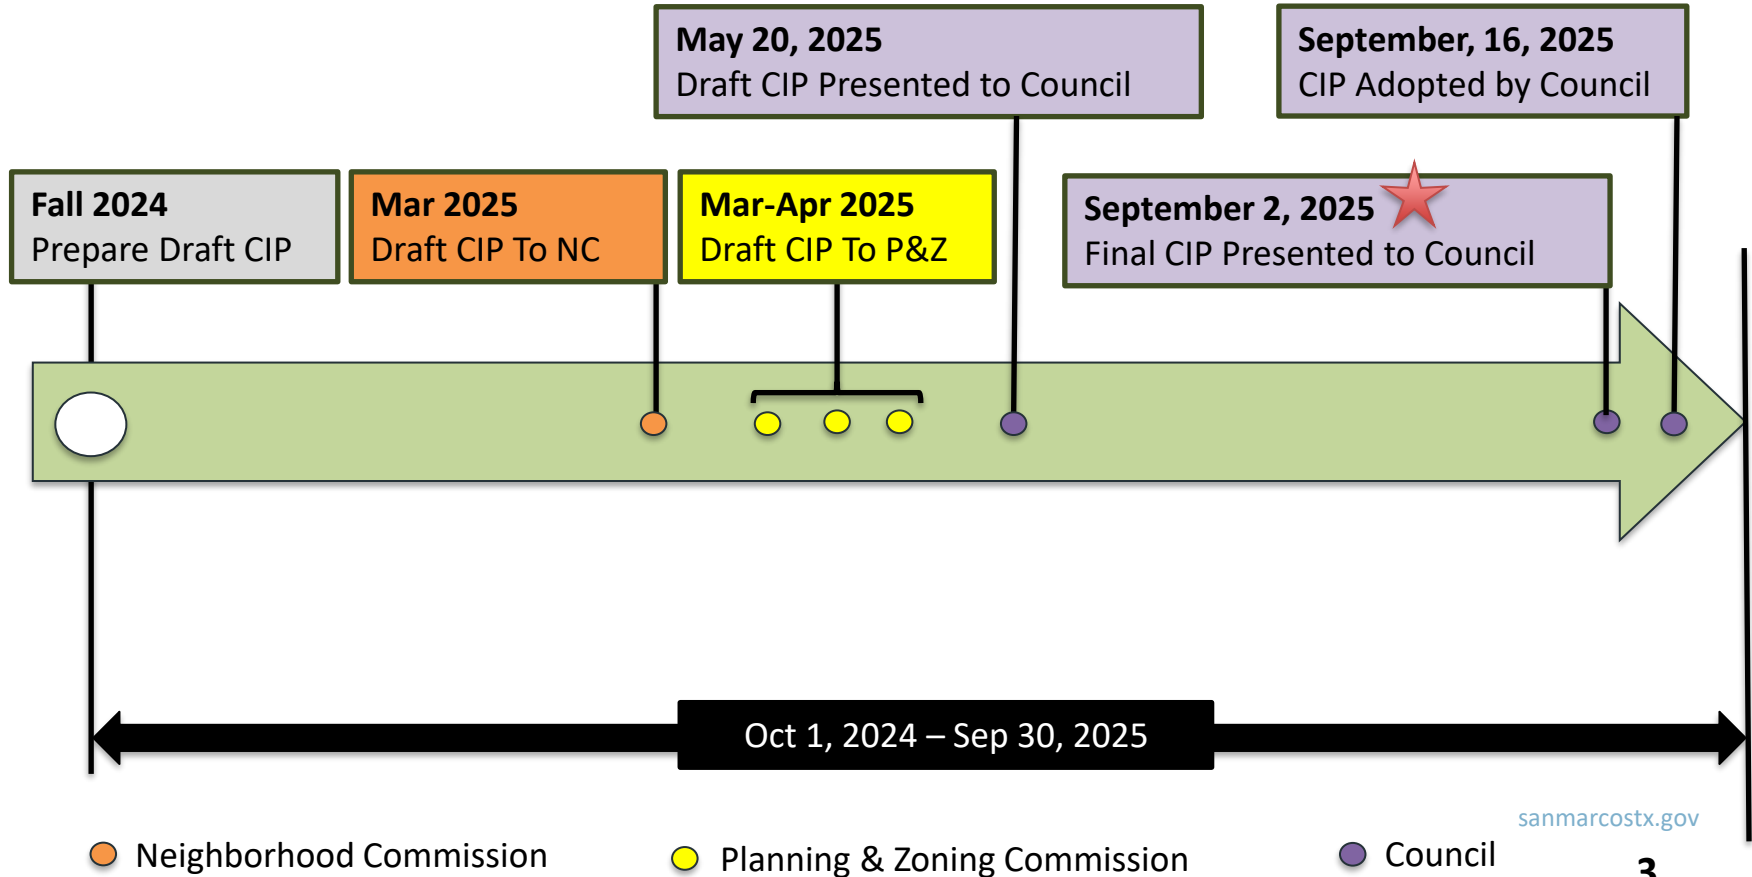 May 20, 2025
Draft CIP Presented to Council
September, 16, 2025
CIP Adopted by Council
Fall 2024
Prepare Draft CIP
Mar 2025
Draft CIP To NC
Mar-Apr 2025
Draft CIP To P&Z
September 2, 2025
Final CIP Presented to Council
Oct 1, 2024 – Sep 30, 2025
sanmarcostx.gov
Neighborhood Commission
Planning & Zoning Commission
Council
3